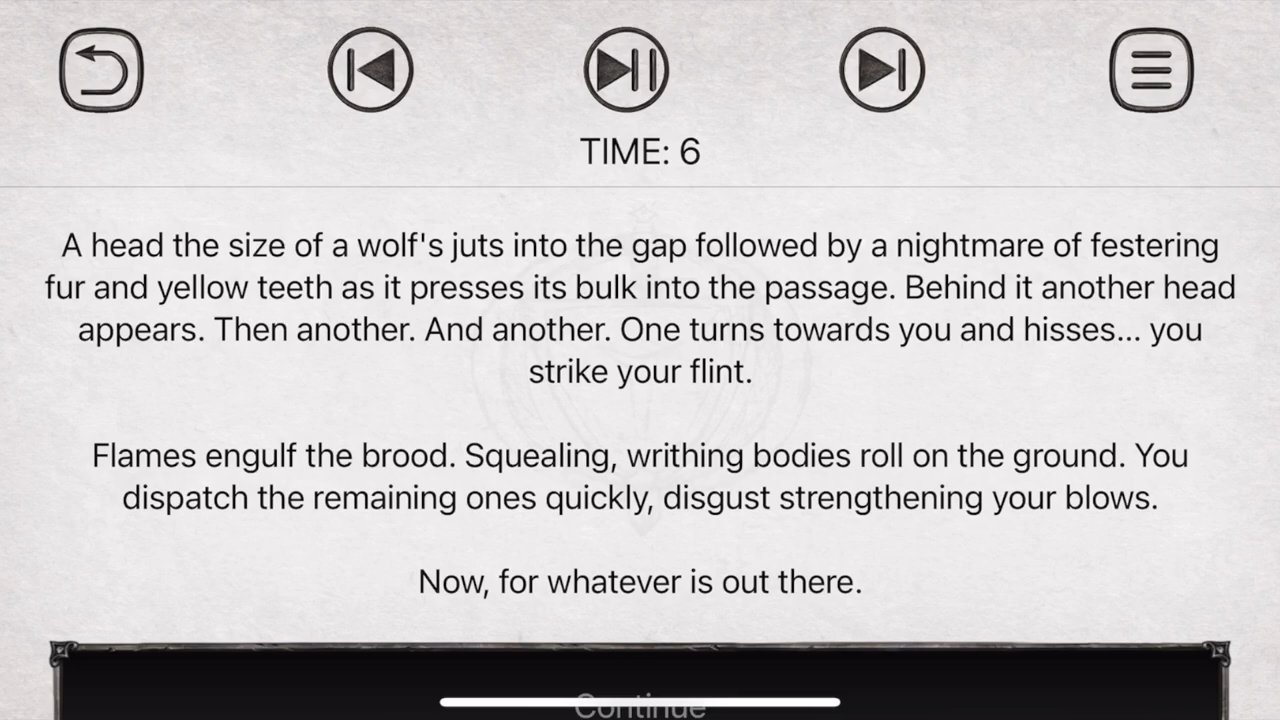 TIME: 6
A head the size of a wolf's juts into the gap followed by a nightmare of festering
fur and yellow teeth as it presses its bulk into the passage. Behind it another head
appears. Then another. And another. One turns towards you and hisses... you
strike your flint.
Flames engulf the brood. Squealing, writhing bodies roll on the ground. You
dispatch the remaining ones quickly, disgust strengthening your blows.
Now, for whatever is out there.
Continue